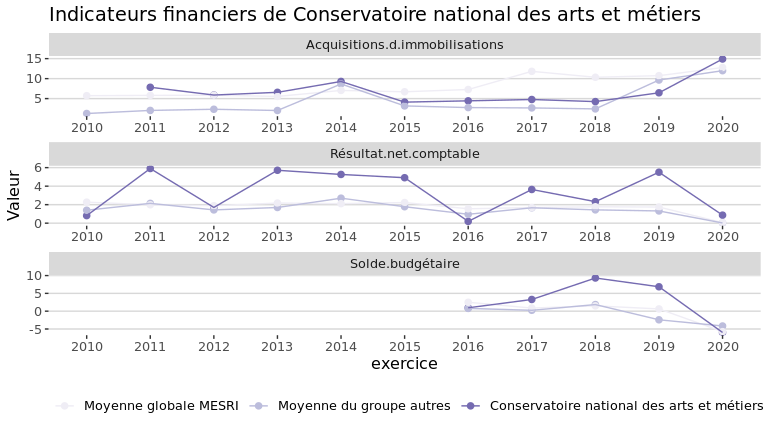 Indicateurs financiers de Conservatoire national des arts et métiers
Acquisitions.d.immobilisations
15
10
5
2010 2011 2012 2013 2014 2015 2016 2017 2018 2019 2020
Résultat.net.comptable
6
4
2
0
2010 2011 2012 2013 2014 2015 2016 2017 2018 2019 2020
Valeur
Solde.budgétaire
10
5
0
-5
2010 2011 2012 2013 2014 2015 2016 2017 2018 2019 2020
exercice
Moyenne globale MESRI Moyenne du groupe autres Conservatoire national des arts et métiers